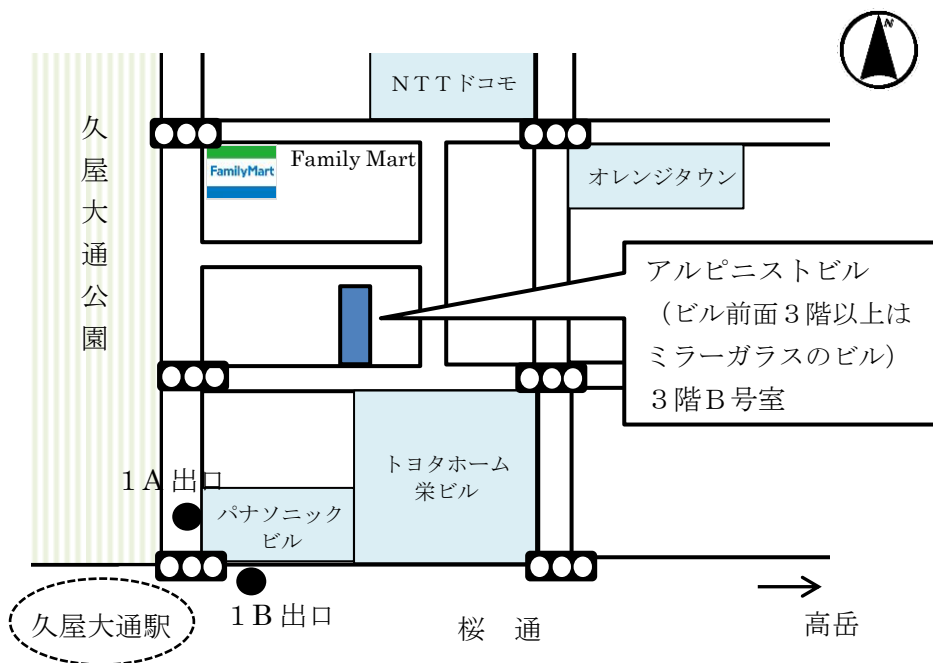 N
NTTドコモ
久屋大通公園
FamilyMart
Family Mart
オレンジタウン
アルピニストビル
(ビル前面3階以上は
ミラーガラスのビル)
3階B号室
1A出口
パナソニック
ビル
トヨタホーム
栄ビル
久屋大通駅
1B出口
桜 通
高岳